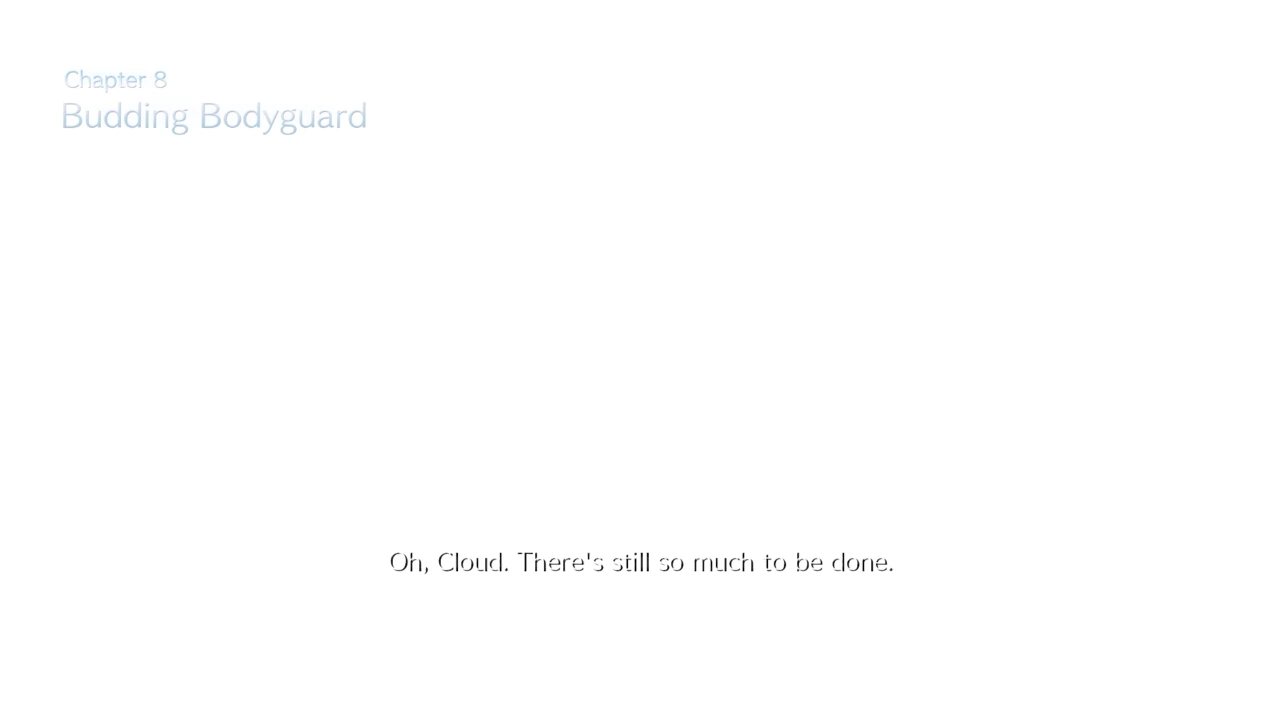 Chapter 8
Budding Bodyguard
Oh, Cloud. There's still so much to be done.